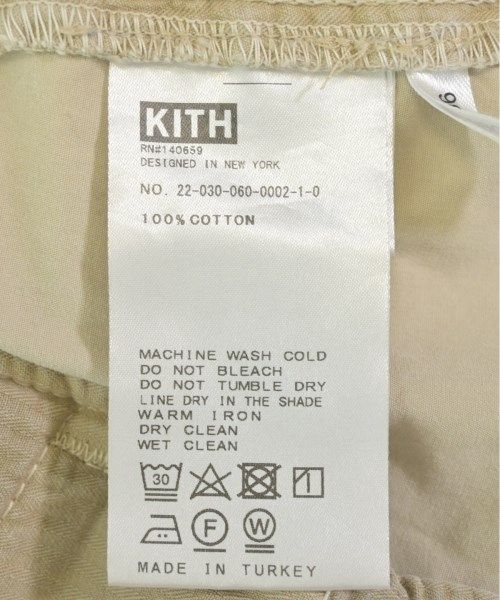 KITH
RN#140659
DESIGNED IN NEW YORK
NO. 22-030-060-0002-1-0
100% COTTON
MACHINE WASH COLD
DO NOT BLEACH
DO NOT TUMBLE DRY
LINE DRY IN THE SHADE
WARM IRON
DRY CLEAN
WET CLEAN
30
F
W
MADE IN TURKEY